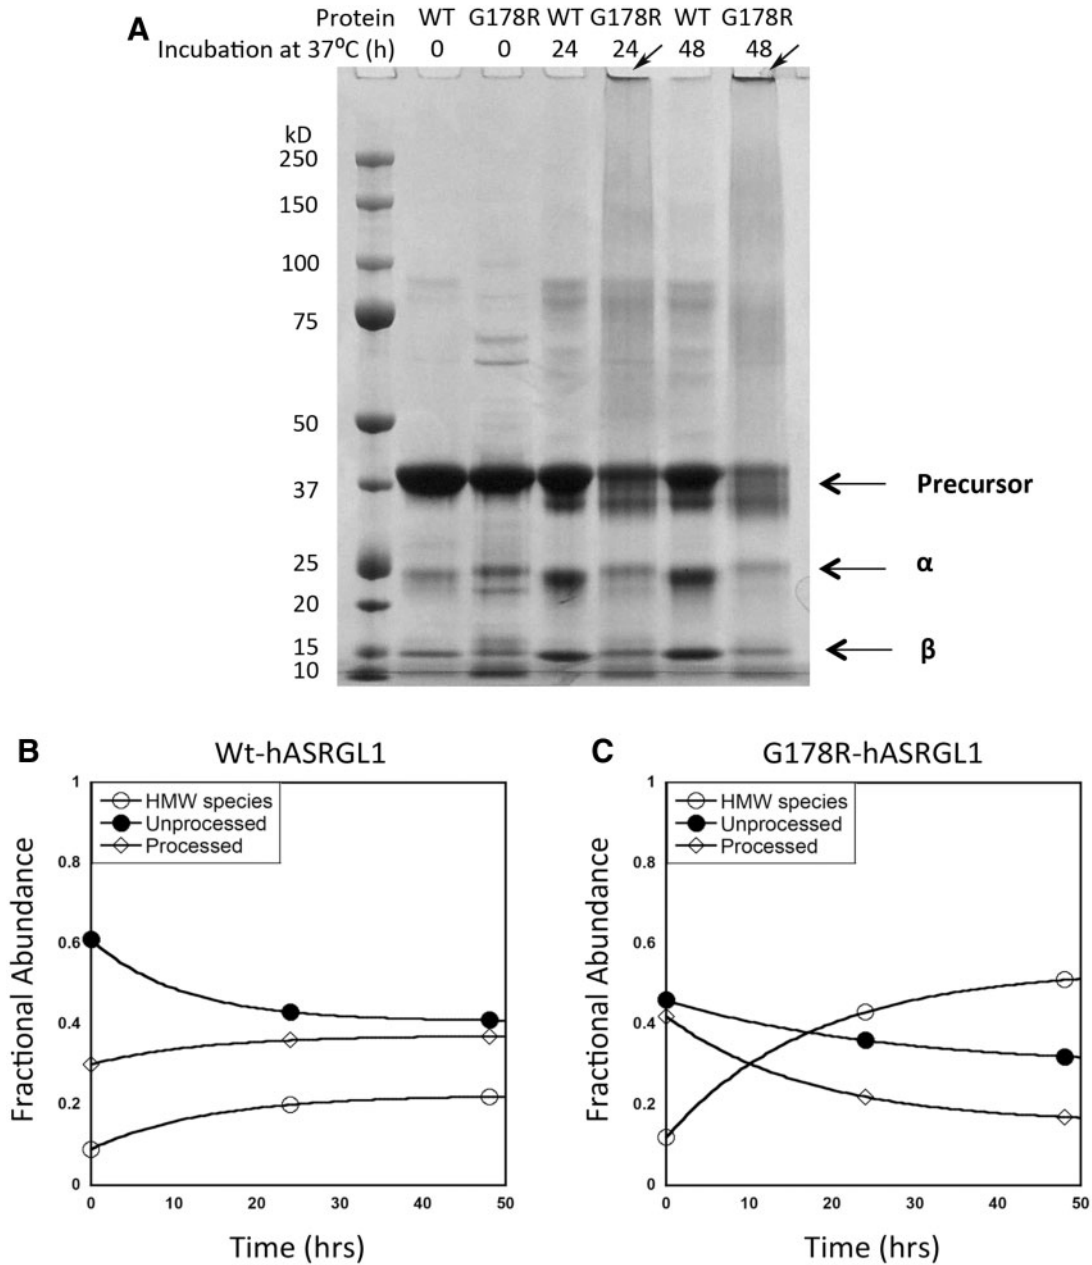 A
Protein WT G178R WT G178R WT G178R
Incubation at 37⁰C (h) 0 0 24 24 48 48
kD
250
150
100
75
50
37
25
20
15
10
Precursor
α
β
B
Wt-hASRGL1
HMW species
Unprocessed
Processed
Fractional Abundance
1
0.8
0.6
0.4
0.2
0
0 10 20 30 40 50
Time (hrs)
C
G178R-hASRGL1
HMW species
Unprocessed
Processed
Fractional Abundance
1
0.8
0.6
0.4
0.2
0
0 10 20 30 40 50
Time (hrs)